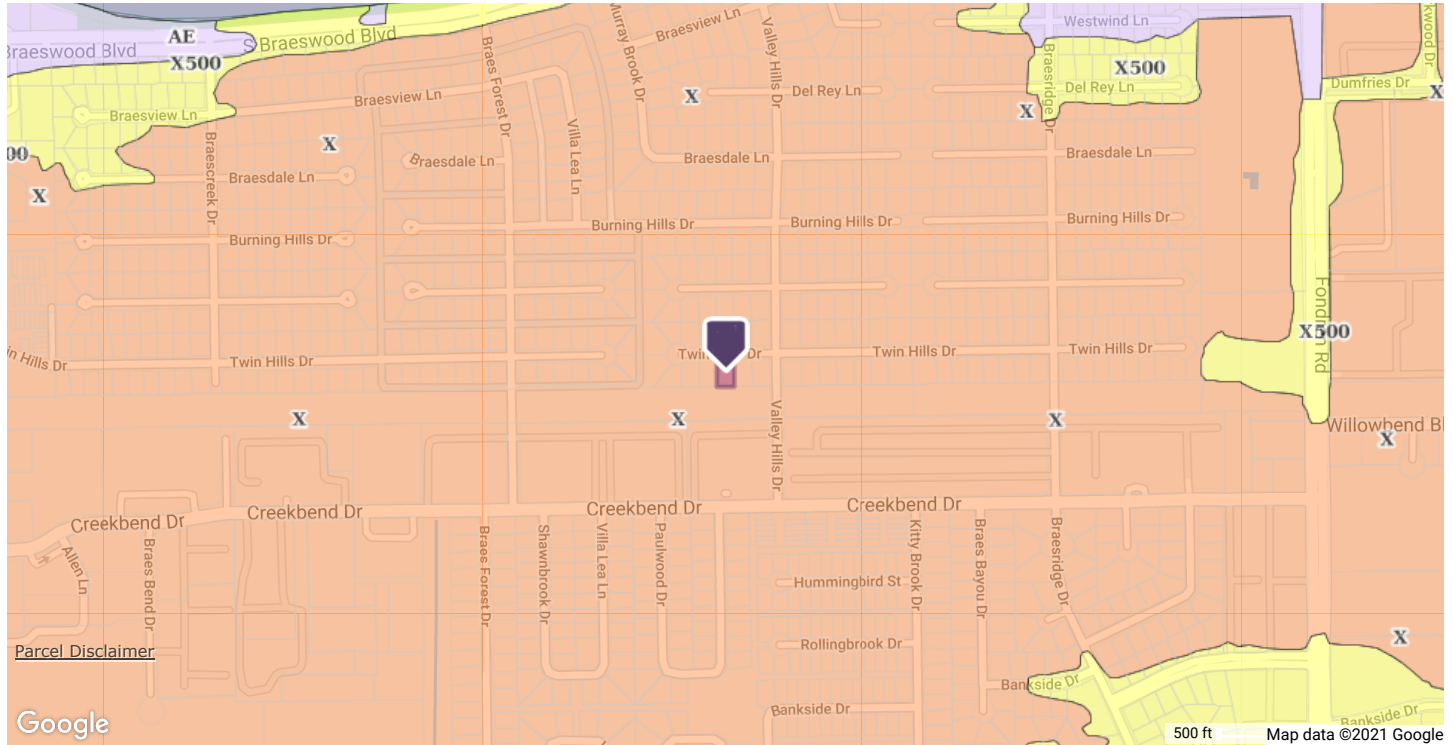 Murray Brook Dr
Braesview Ln
Valley Hills Dr
Westwind Ln
AE
S Braeswood Blvd
Braeswood Blvd
X500
Braes Forest Dr
Braesridge Dr
X500
Dumfries Dr
Del Rey Ln
Del Rey Ln
X
X
Braesview Ln
X
Braesview Ln
Villa Lea Ln
X
00
Braescreek Dr
Braesdale Ln
Braesdale Ln
Braesdale Ln
Braesdale Ln
X
Burning Hills Dr
Burning Hills Dr
Burning Hills Dr
Burning Hills Dr
Fondren Rd
X500
Twin Hills Dr
Twin Hills Dr
Twin Hills Dr
X
X
X
Valley Hills Dr
X
Creekbend Dr
Creekbend Dr
Creekbend Dr
Creekbend Dr
Allen Ln
Braes Bend Dr
Braes Forest Dr
Shawnbrook Dr
Villa Lea Ln
Paulwood Dr
Kitty Brook Dr
Braes Bayou Dr
Braesridge Dr
Hummingbird St
Rollingbrook Dr
X
Parcel Disclaimer
Bankside Dr
Bankside Dr
Bankside Dr
Google
500 ft
Map data ©2021 Google